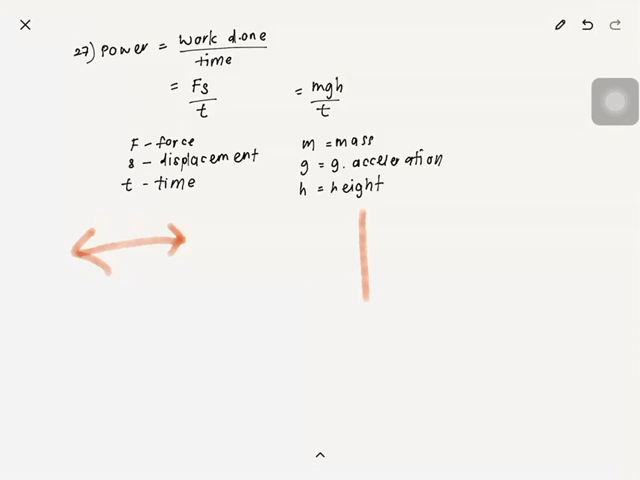 27) Power = work done / time
= Fs / t = mgh / t
F - force
s - displacement
t - time
m = mass
g = g. acceleration
h = height